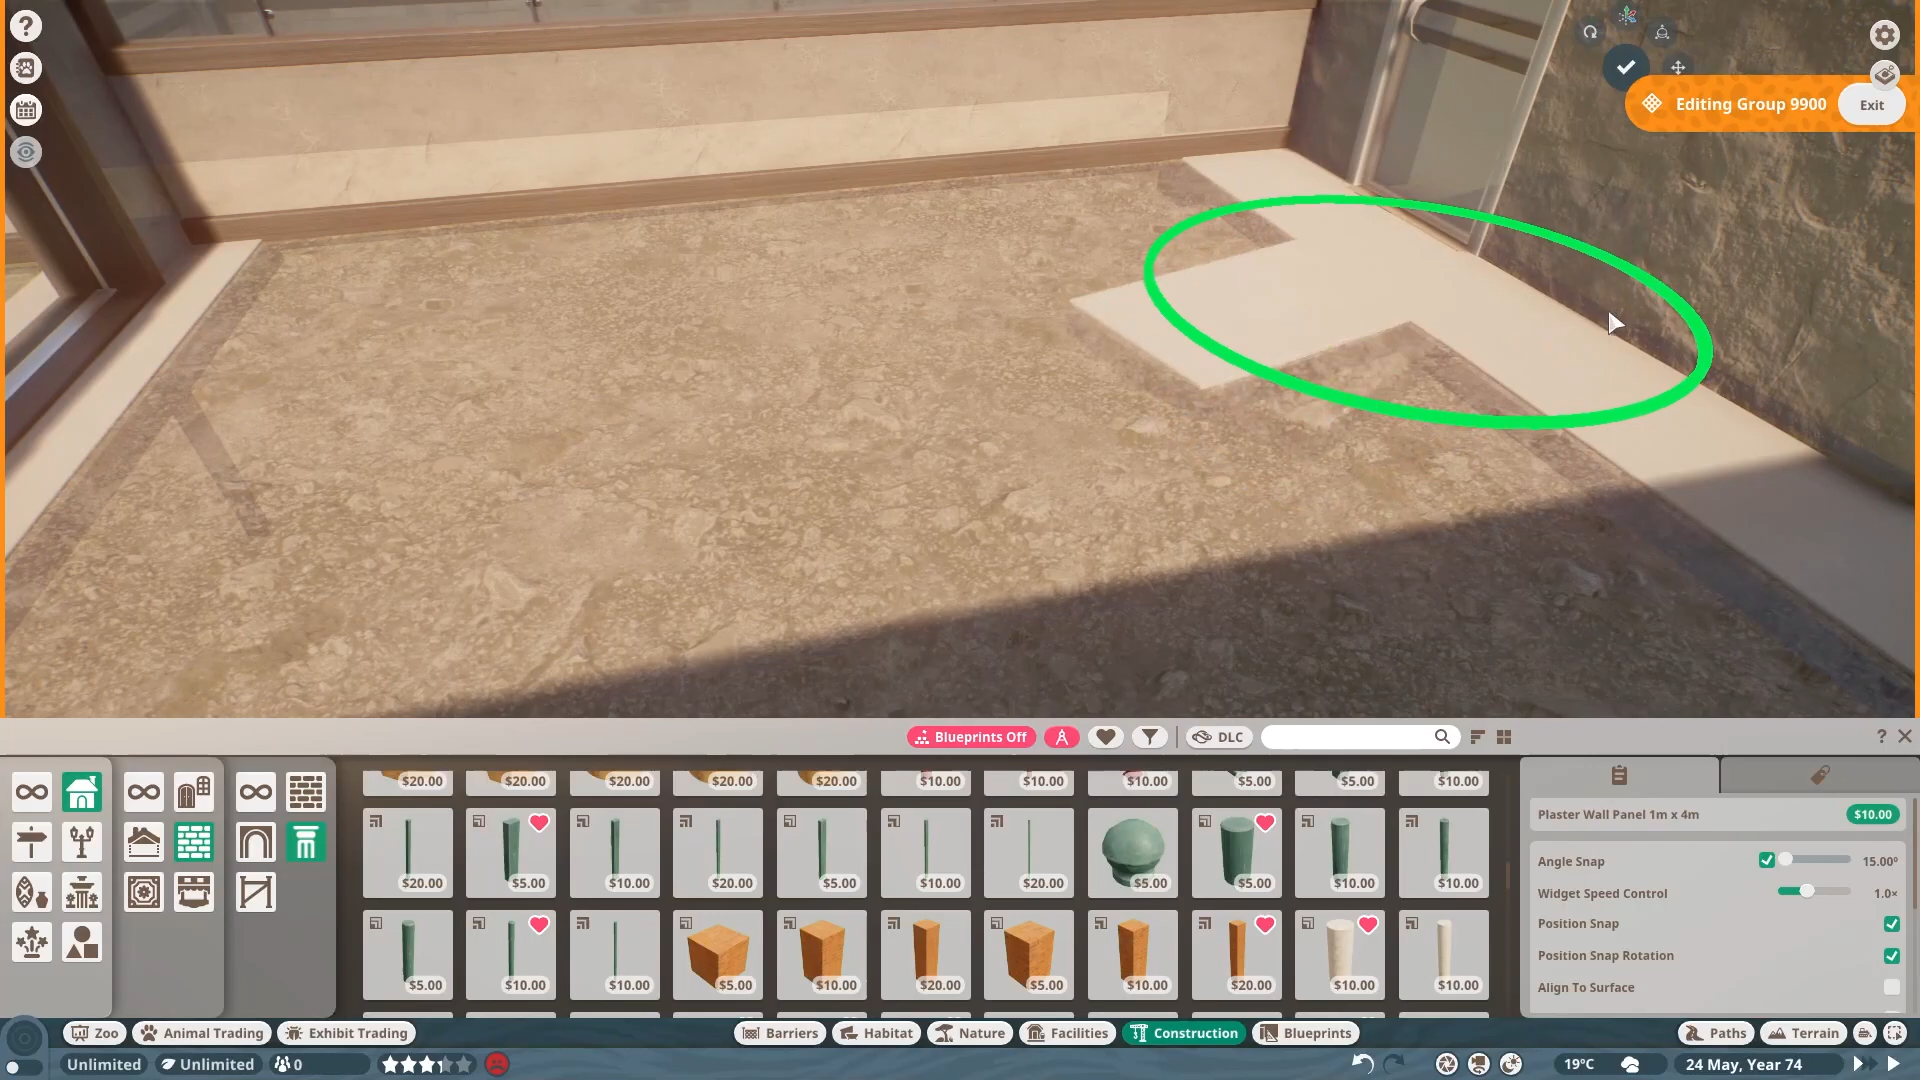 ?
Editing Group 9900
Exit
Blueprints Off
DLC
?
$20.00 $20.00 $20.00 $20.00 $20.00 $10.00 $10.00 $10.00 $5.00 $5.00 $10.00
$20.00 $5.00 $10.00 $20.00 $5.00 $10.00 $20.00 $5.00 $5.00 $10.00 $10.00
$5.00 $10.00 $10.00 $5.00 $10.00 $20.00 $5.00 $10.00 $20.00 $10.00 $10.00
Plaster Wall Panel 1m x 4m $10.00
Angle Snap 15.00°
Widget Speed Control 1.0×
Position Snap
Position Snap Rotation
Align To Surface
Zoo Animal Trading Exhibit Trading Barriers Habitat Nature Facilities Construction Blueprints Paths Terrain
Unlimited Unlimited 0 19°C 24 May, Year 74